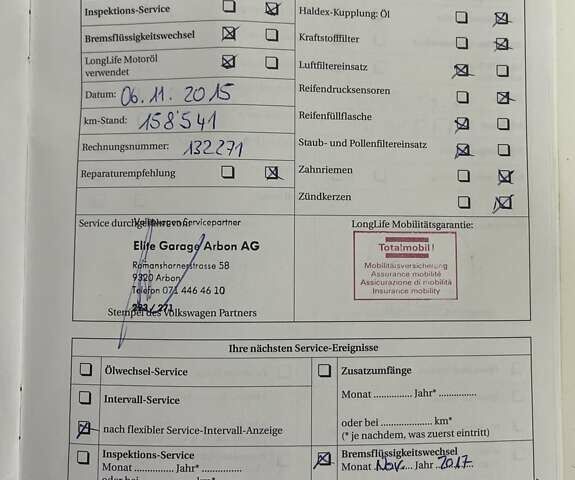 Inspektions-Service
Bremsflüssigkeitswechsel
LongLife Motoröl
verwendet
Datum: 06.11.2015
km-Stand: 158'541
Rechnungsnummer: 132271
Reparaturempfehlung
Haldex-Kupplung: Öl
Kraftstofffilter
Luftfiltereinsatz
Reifendrucksensoren
Reifenfüllflasche
Staub- und Pollenfiltereinsatz
Zahnriemen
Zündkerzen
Service durchgeführt von:
Volkswagen Servicepartner
Elite Garage Arbon AG
Romanshornerstrasse 58
9320 Arbon
Telefon 071 446 46 10
Stempel des Volkswagen Partners
LongLife Mobilitätsgarantie:
Totalmobil!
Mobilitätsversicherung
Assurance mobilité
Assicurazione di mobilità
Insurance mobility
Ihre nächsten Service-Ereignisse
Ölwechsel-Service
Intervall-Service
nach flexibler Service-Intervall-Anzeige
Inspektions-Service
Monat ............... Jahr* ...............
Zusatzumfänge
Monat ............... Jahr* ...............
oder bei .................... km*
(* je nachdem, was zuerst eintritt)
Bremsflüssigkeitswechsel
Monat Nov. Jahr 2017